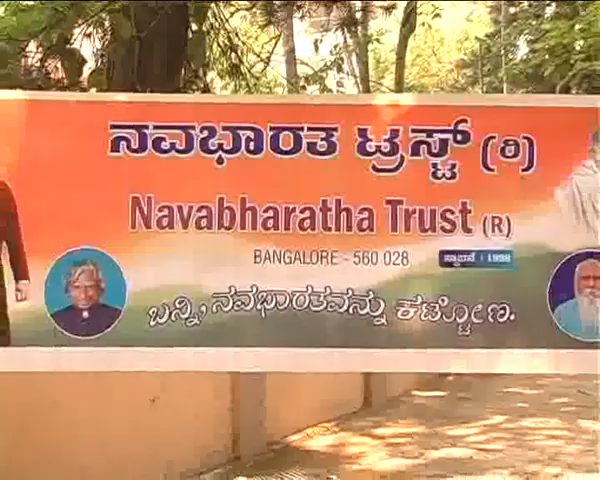 ನವಭಾರತ ಟ್ರಸ್ಟ್ (ರಿ)
Navabharatha Trust (R)
BANGALORE - 560 028
ಸ್ಥಾಪನೆ : 1998
ಬನ್ನಿ, ನವಭಾರತವನ್ನು ಕಟ್ಟೋಣ.